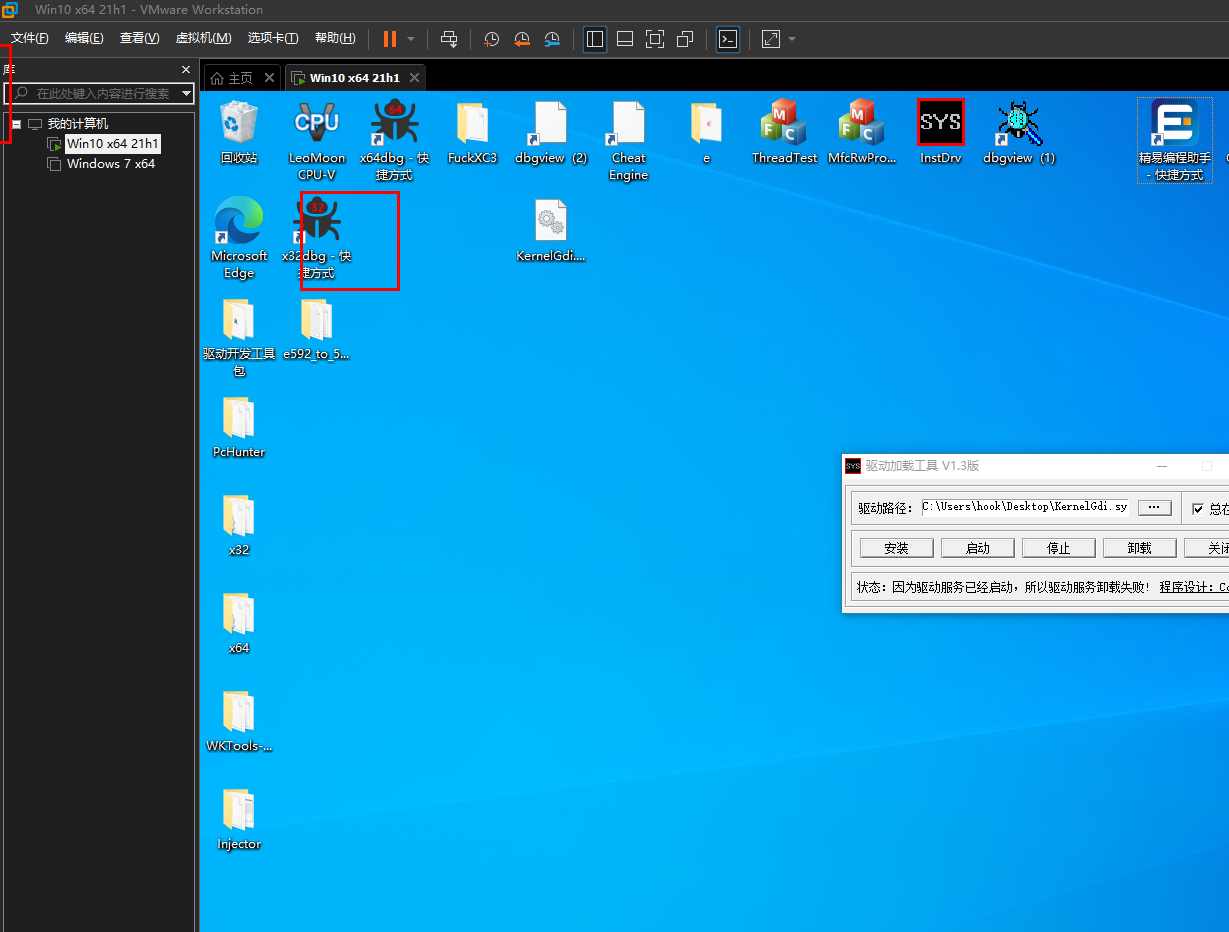 Win10 x64 21h1 - VMware Workstation
文件(F) 编辑(E) 查看(V) 虚拟机(M) 选项卡(T) 帮助(H)
库
在此处键入内容进行搜索
我的计算机
Win10 x64 21h1
Windows 7 x64
主页
Win10 x64 21h1
回收站
LeoMoon
CPU-V
CPU
64
x64dbg - 快
捷方式
FuckXC3
dbgview (2)
Cheat
Engine
e
MFC
ThreadTest
MFC
MfcRwPro...
SYS
InstDrv
dbgview (1)
精易编程助手
- 快捷方式
Microsoft
Edge
32
x32dbg - 快
捷方式
KernelGdi....
驱动开发工具
包
e592_to_5...
PcHunter
x32
x64
WKTools-...
Injector
SYS
驱动加载工具 V1.3版
驱动路径: C:\Users\hook\Desktop\KernelGdi.sy ... 总在
安装 启动 停止 卸载 关闭
状态: 因为驱动服务已经启动, 所以驱动服务卸载失败! 程序设计: Co